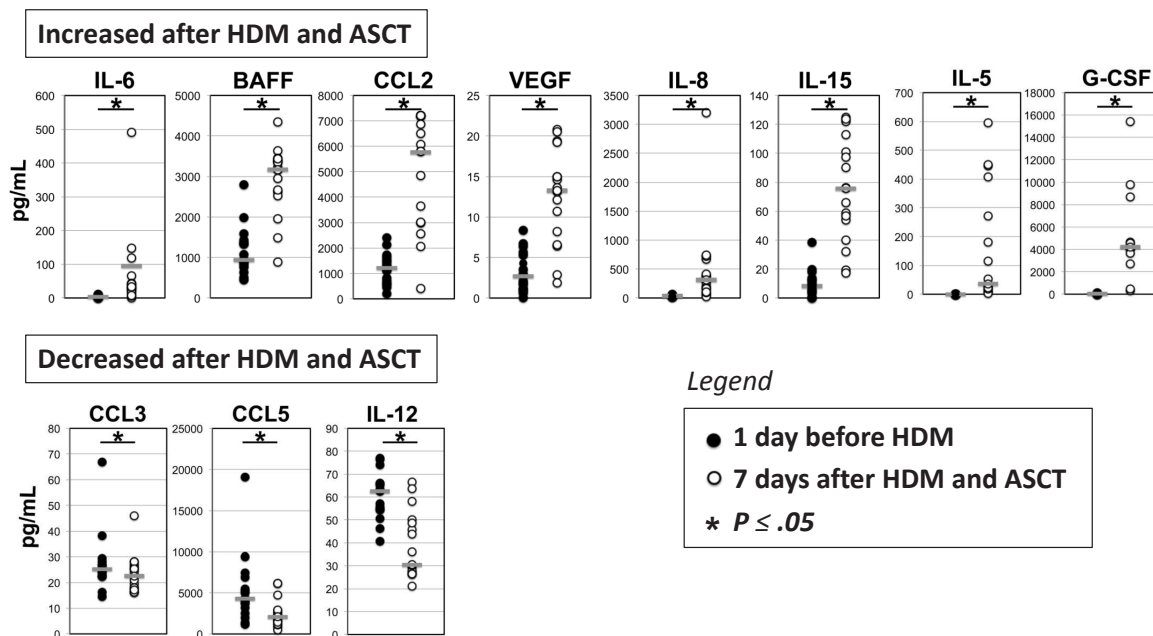 Increased after HDM and ASCT
IL-6 BAFF CCL2 VEGF IL-8 IL-15 IL-5 G-CSF
* * * * * * * *
pg/mL
600 500 400 300 200 100 0
5000 4000 3000 2000 1000 0
8000 7000 6000 5000 4000 3000 2000 1000 0
25 20 15 10 5 0
3500 3000 2500 2000 1500 1000 500 0
140 120 100 80 60 40 20 0
700 600 500 400 300 200 100 0
18000 16000 14000 12000 10000 8000 6000 4000 2000 0
Decreased after HDM and ASCT
CCL3 CCL5 IL-12
* * *
pg/mL
80 70 60 50 40 30 20 10 0
25000 20000 15000 10000 5000 0
90 80 70 60 50 40 30 20 10 0
Legend
● 1 day before HDM
○ 7 days after HDM and ASCT
* P ≤ .05